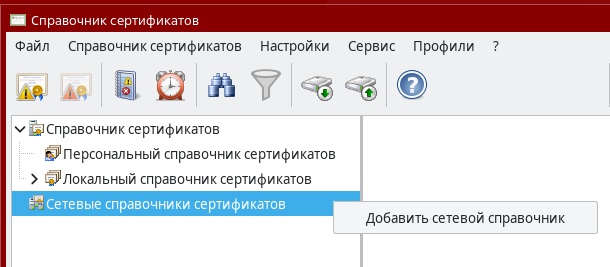 Справочник сертификатов
Файл Справочник сертификатов Настройки Сервис Профили ?
Справочник сертификатов
Персональный справочник сертификатов
Локальный справочник сертификатов
Сетевые справочники сертификатов
Добавить сетевой справочник